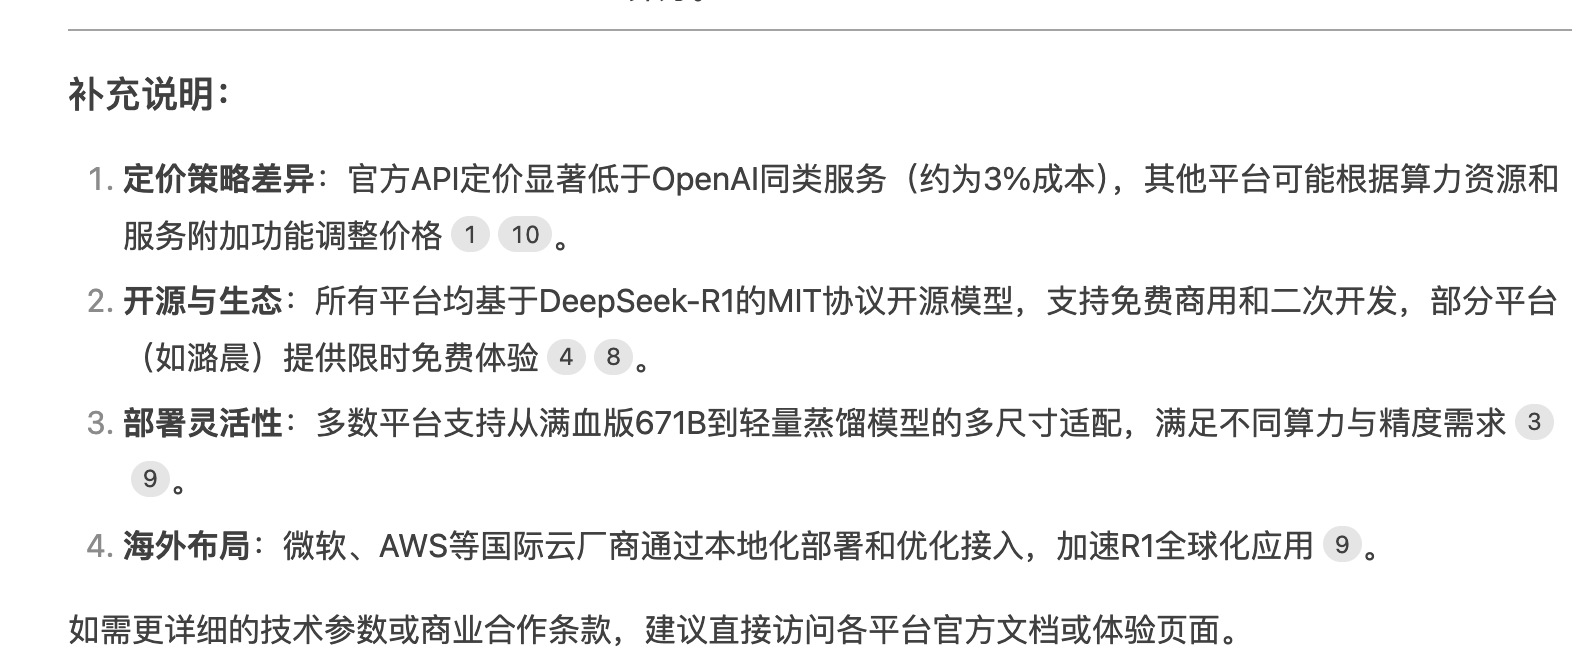 补充说明：
1. 定价策略差异：官方API定价显著低于OpenAI同类服务（约为3%成本），其他平台可能根据算力资源和
服务附加功能调整价格 1 10 。
2. 开源与生态：所有平台均基于DeepSeek-R1的MIT协议开源模型，支持免费商用和二次开发，部分平台
（如潞晨）提供限时免费体验 4 8 。
3. 部署灵活性：多数平台支持从满血版671B到轻量蒸馏模型的多尺寸适配，满足不同算力与精度需求 3
9 。
4. 海外布局：微软、AWS等国际云厂商通过本地化部署和优化接入，加速R1全球化应用 9 。
如需更详细的技术参数或商业合作条款，建议直接访问各平台官方文档或体验页面。